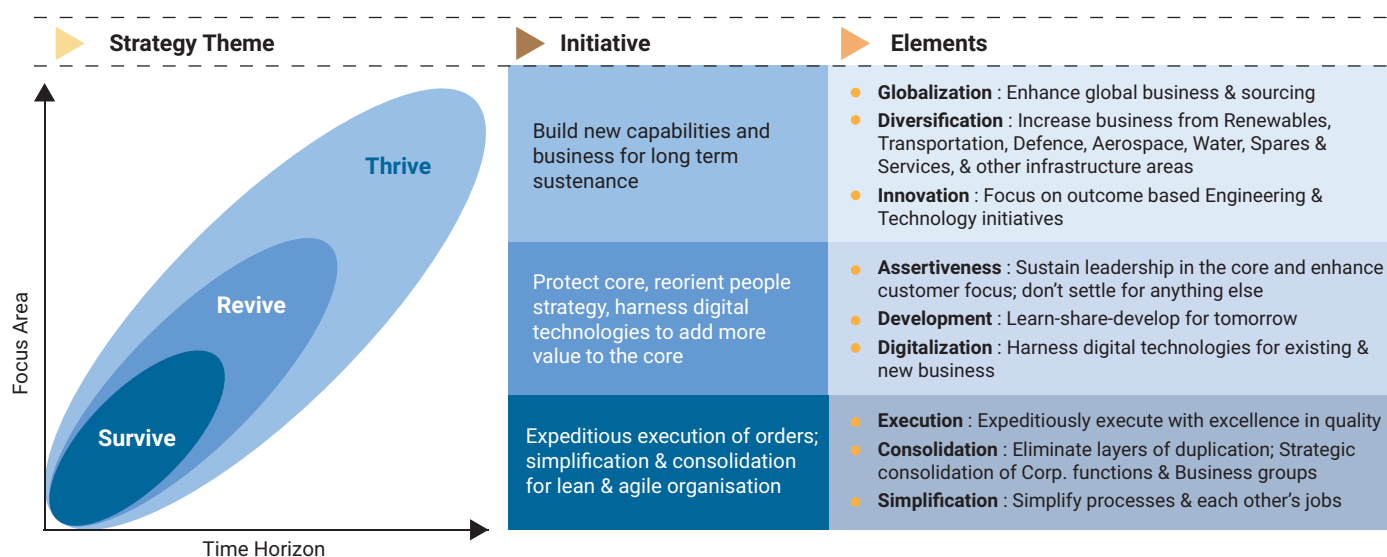 Strategy Theme
Initiative
Elements
Focus Area
Thrive
Revive
Survive
Time Horizon
Build new capabilities and
business for long term
sustenance
Globalization : Enhance global business & sourcing
Diversification : Increase business from Renewables,
Transportation, Defence, Aerospace, Water, Spares &
Services, & other infrastructure areas
Innovation : Focus on outcome based Engineering &
Technology initiatives
Protect core, reorient people
strategy, harness digital
technologies to add more
value to the core
Assertiveness : Sustain leadership in the core and enhance
customer focus; don’t settle for anything else
Development : Learn-share-develop for tomorrow
Digitalization : Harness digital technologies for existing &
new business
Expeditious execution of orders;
simplification & consolidation
for lean & agile organisation
Execution : Expeditiously execute with excellence in quality
Consolidation : Eliminate layers of duplication; Strategic
consolidation of Corp. functions & Business groups
Simplification : Simplify processes & each other’s jobs